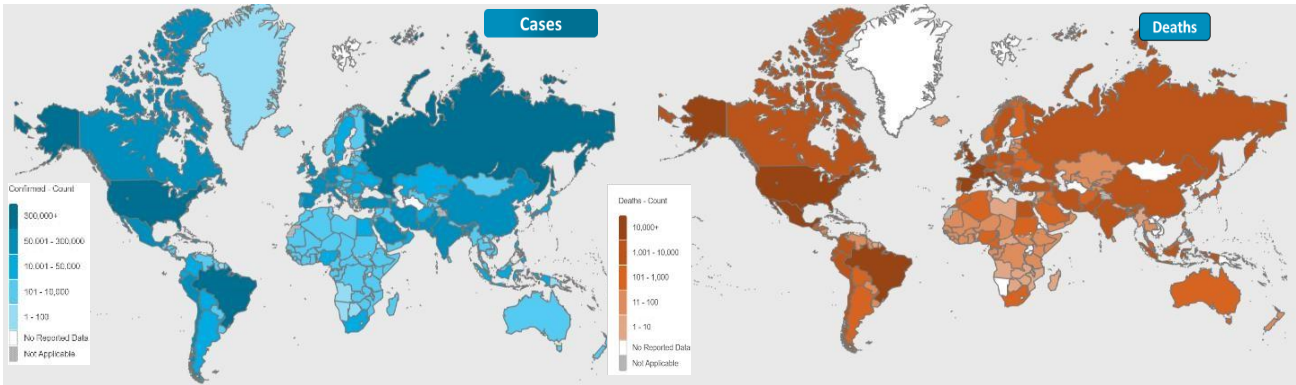 Cases
Deaths
Confirmed - Count
300,000+
50.001 - 300,000
10.001 - 50,000
101 - 10,000
1 - 100
No Reported Data
Not Applicable
Deaths - Count
10,000+
1,001 - 10,000
101 - 1,000
11 - 100
1 - 10
No Reported Data
Not Applicable